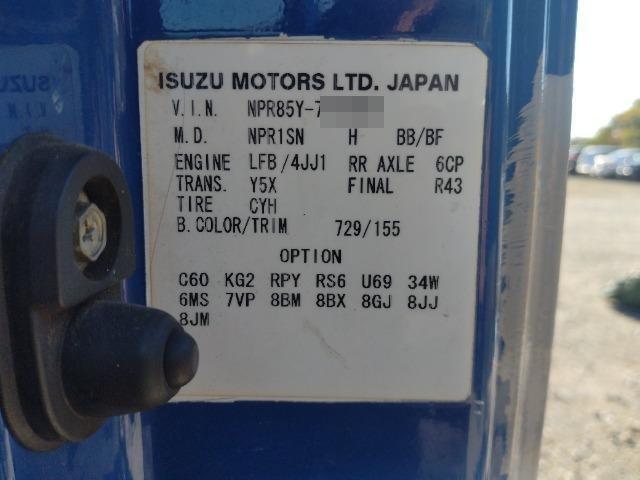 ISUZU MOTORS LTD. JAPAN
V.I.N. NPR85Y-7
M.D. NPR1SN H BB/BF
ENGINE LFB/4JJ1 RR AXLE 6CP
TRANS. Y5X FINAL R43
TIRE CYH
B.COLOR/TRIM 729/155
OPTION
C60 KG2 RPY RS6 U69 34W
6MS 7VP 8BM 8BX 8GJ 8JJ
8JM